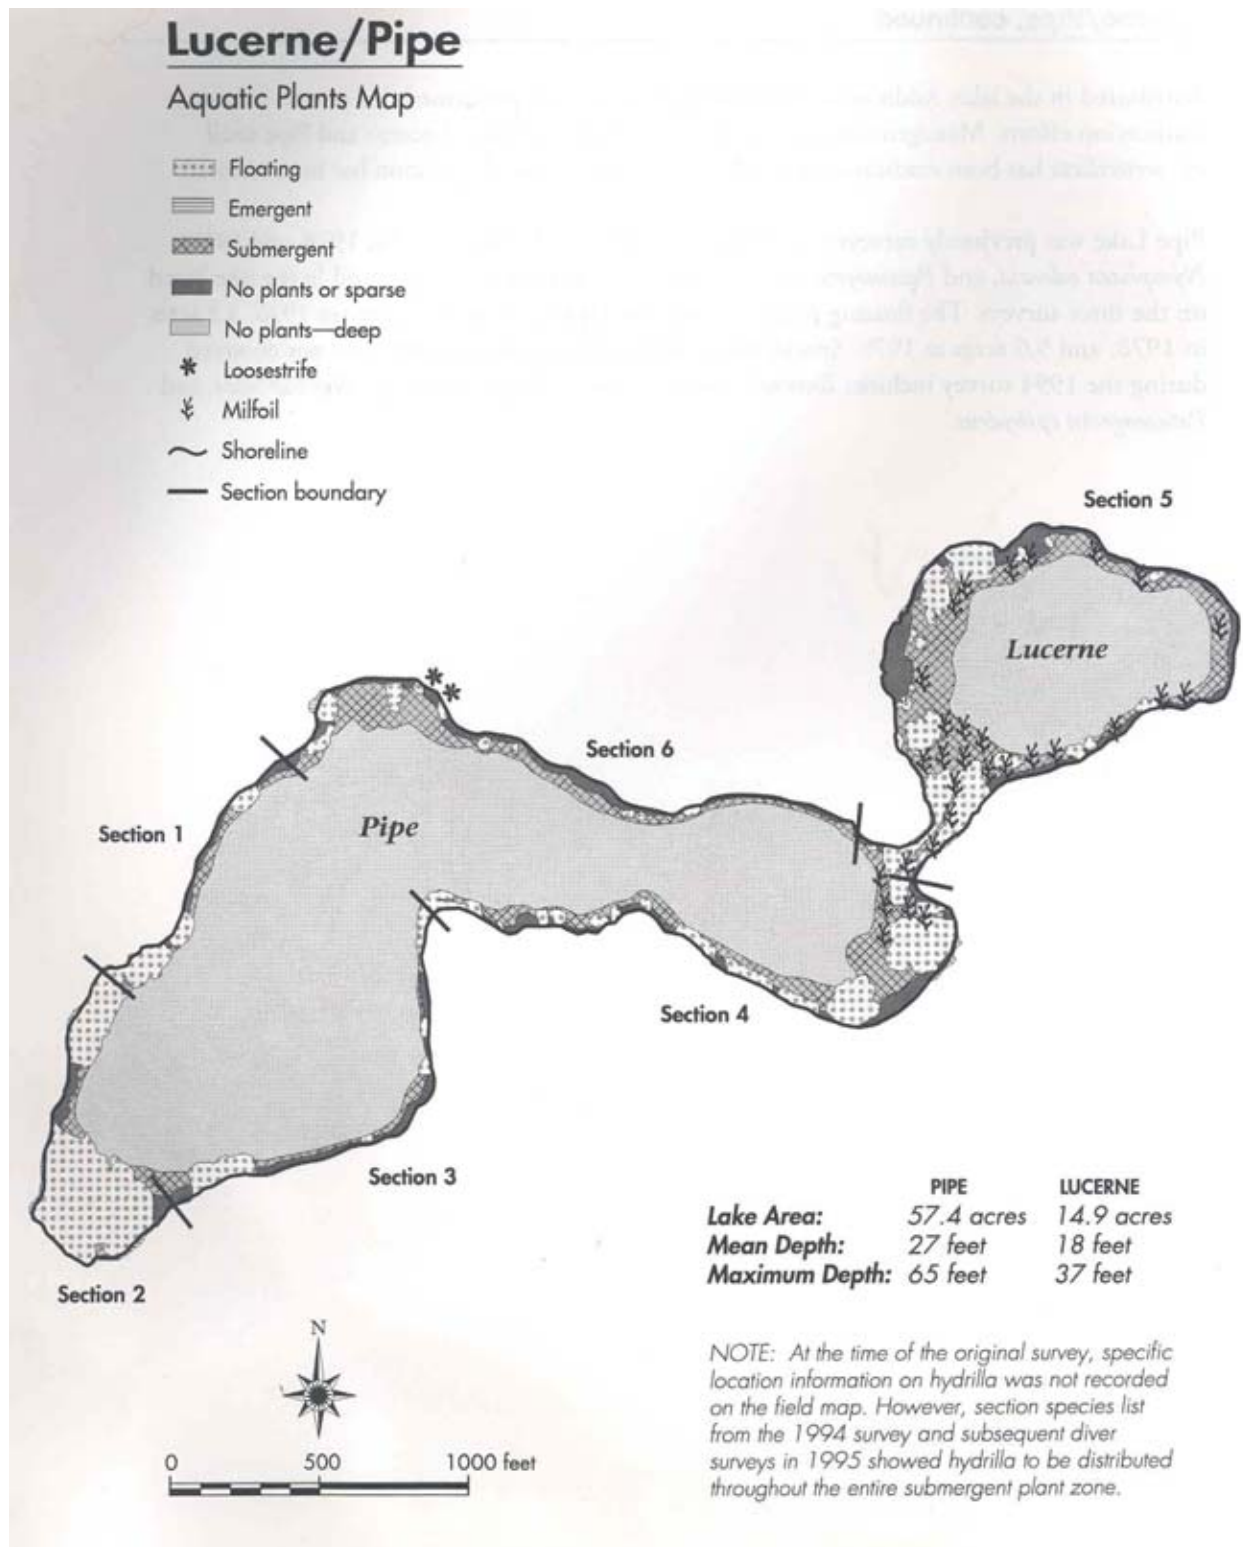 Lucerne/Pipe
Aquatic Plants Map
Floating
Emergent
Submergent
No plants or sparse
No plants—deep
Loosestrife
Milfoil
Shoreline
Section boundary
Section 5
Lucerne
Section 6
Section 1
Pipe
Section 4
Section 3
Section 2
PIPE LUCERNE
Lake Area: 57.4 acres 14.9 acres
Mean Depth: 27 feet 18 feet
Maximum Depth: 65 feet 37 feet
N
0 500 1000 feet
NOTE: At the time of the original survey, specific
location information on hydrilla was not recorded
on the field map. However, section species list
from the 1994 survey and subsequent diver
surveys in 1995 showed hydrilla to be distributed
throughout the entire submergent plant zone.